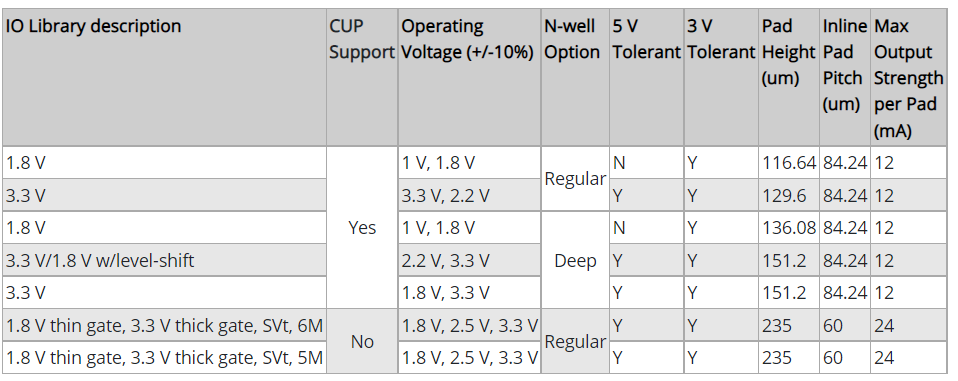 IO Library description CUP Support Operating Voltage (+/-10%) N-well Option 5 V Tolerant 3 V Tolerant Pad Height (um) Inline Pad Pitch (um) Max Output Strength per Pad (mA)
1.8 V Yes 1 V, 1.8 V Regular N Y 116.64 84.24 12
3.3 V 3.3 V, 2.2 V Y Y 129.6 84.24 12
1.8 V 1 V, 1.8 V Deep N Y 136.08 84.24 12
3.3 V/1.8 V w/level-shift 2.2 V, 3.3 V Y Y 151.2 84.24 12
3.3 V 1.8 V, 3.3 V Y Y 151.2 84.24 12
1.8 V thin gate, 3.3 V thick gate, SVt, 6M No 1.8 V, 2.5 V, 3.3 V Regular Y Y 235 60 24
1.8 V thin gate, 3.3 V thick gate, SVt, 5M 1.8 V, 2.5 V, 3.3 V Y Y 235 60 24